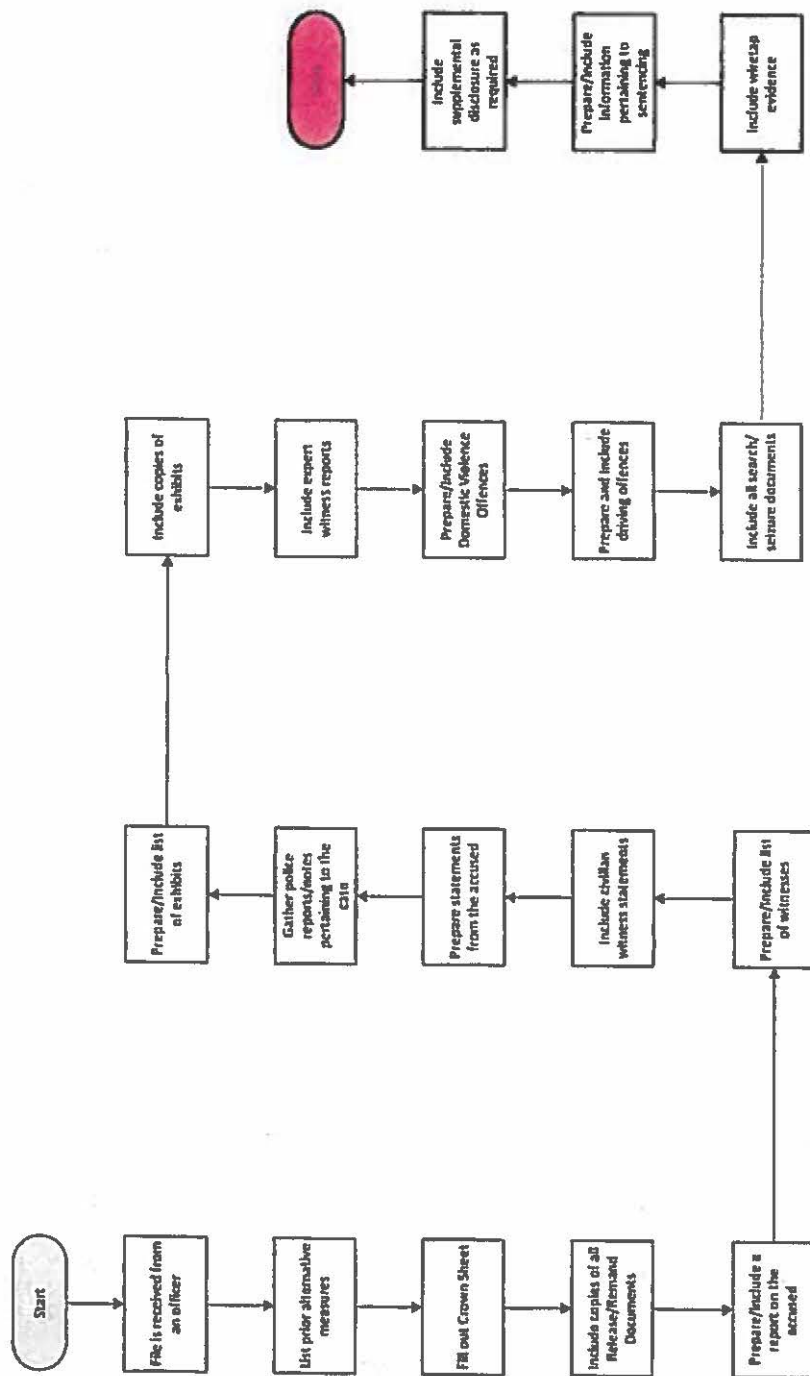 Start
File is received from
an officer
List prior alternative
measures
Fill out Crown Sheet
Include copies of all
Release/Remand
Documents
Prepare/Include a
report on the
accused
Prepare/Include list
of witnesses
Include civilian
witness statements
Prepare statements
from the accused
Gather police
reports/notes
pertaining to the
case
Prepare/Include list
of exhibits
Include copies of
exhibits
Include expert
witness reports
Prepare/Include
Domestic Violence
Offences
Prepare and include
driving offences
Include all search/
seizure documents
Include wiretap
evidence
Prepare/Include
Information
pertaining to
sentencing
Include
supplemental
disclosure as
required